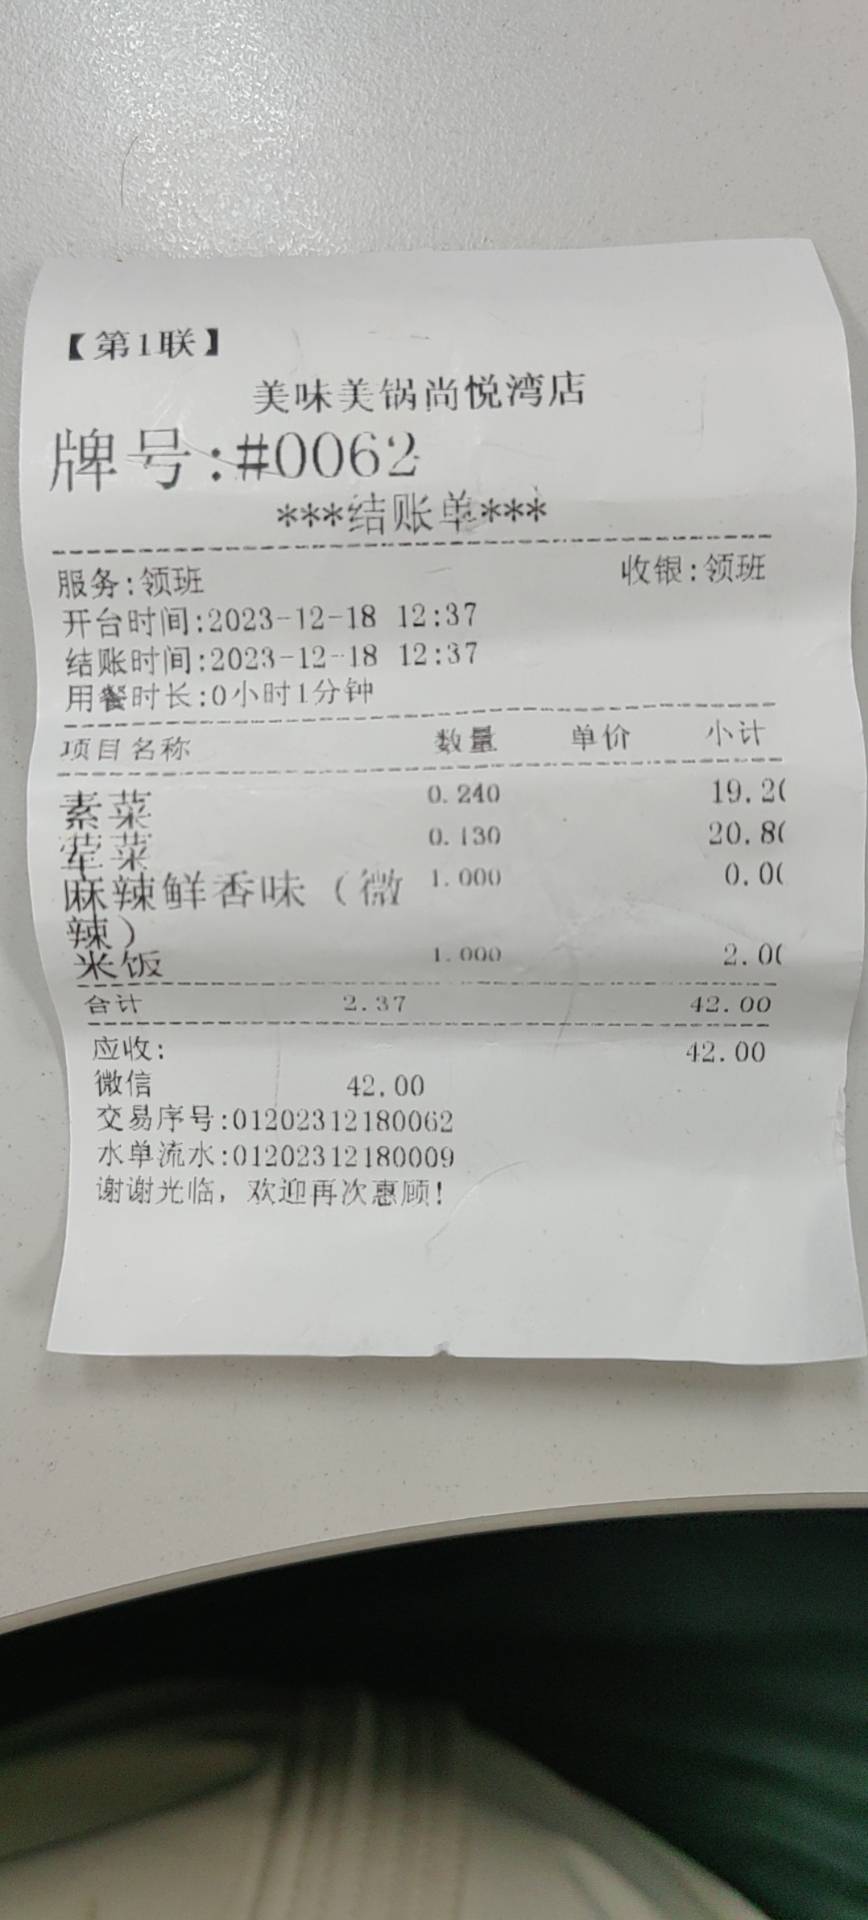 【第1联】
美味美锅尚悦湾店
牌号:#0062
***结账单***
服务:领班 收银:领班
开台时间:2023-12-18 12:37
结账时间:2023-12-18 12:37
用餐时长:0小时1分钟
项目名称 数量 单价 小计
素菜 0.240 19.20
荤菜 0.130 20.80
麻辣鲜香味（微 1.000 0.00
辣）
米饭 1.000 2.00
合计 2.37 42.00
应收: 42.00
微信 42.00
交易序号:01202312180062
水单流水:01202312180009
谢谢光临，欢迎再次惠顾!